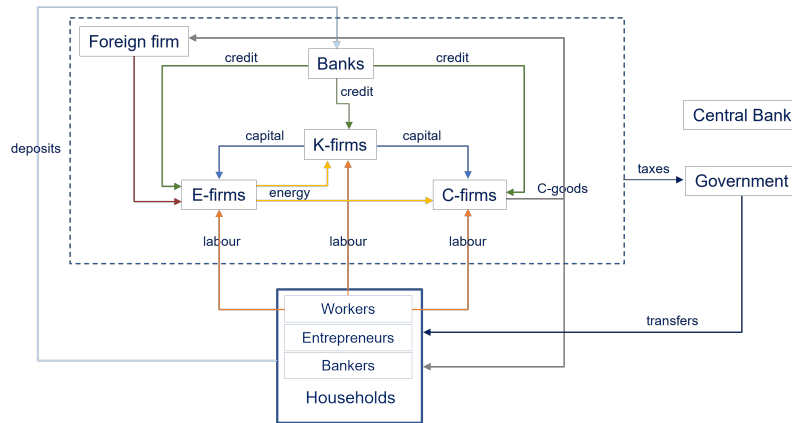 Foreign firm
Banks
credit
credit
credit
Central Bank
K-firms
capital
capital
deposits
taxes
Government
E-firms
energy
C-firms
C-goods
labour
labour
labour
Workers
transfers
Entrepreneurs
Bankers
Households